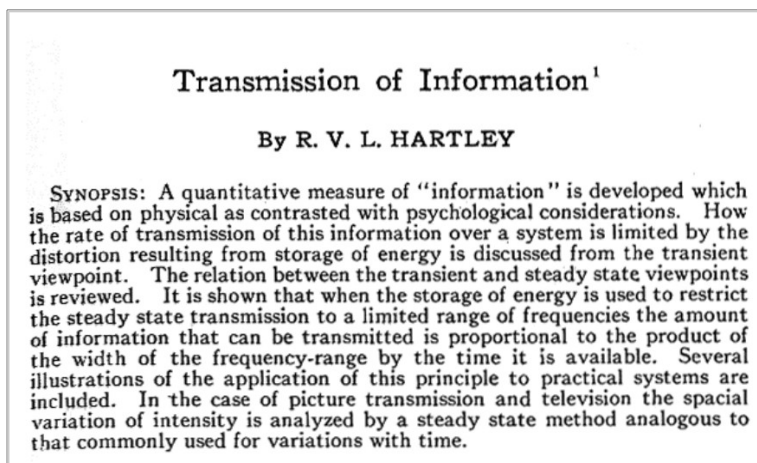 Transmission of Information¹
By R. V. L. HARTLEY
SYNOPSIS: A quantitative measure of "information" is developed which
is based on physical as contrasted with psychological considerations. How
the rate of transmission of this information over a system is limited by the
distortion resulting from storage of energy is discussed from the transient
viewpoint. The relation between the transient and steady state viewpoints
is reviewed. It is shown that when the storage of energy is used to restrict
the steady state transmission to a limited range of frequencies the amount
of information that can be transmitted is proportional to the product of
the width of the frequency-range by the time it is available. Several
illustrations of the application of this principle to practical systems are
included. In the case of picture transmission and television the spacial
variation of intensity is analyzed by a steady state method analogous to
that commonly used for variations with time.